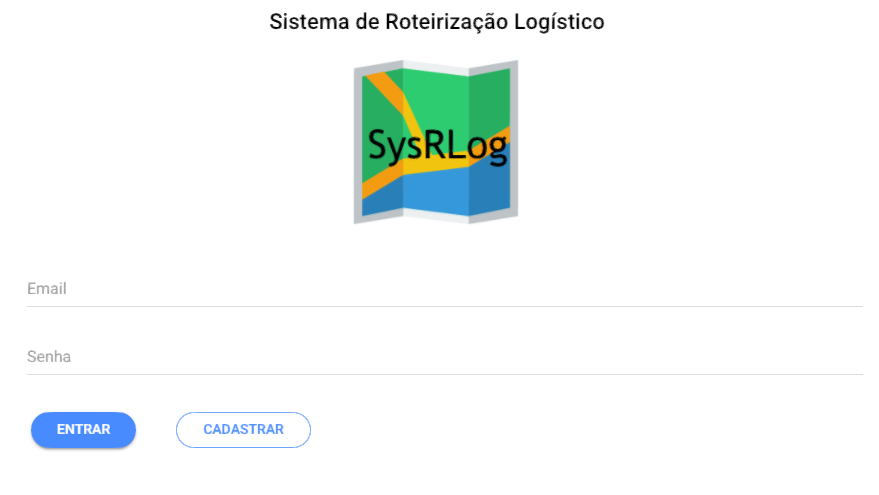 Sistema de Roteirização Logístico
SysRLog
Email
Senha
ENTRAR CADASTRAR